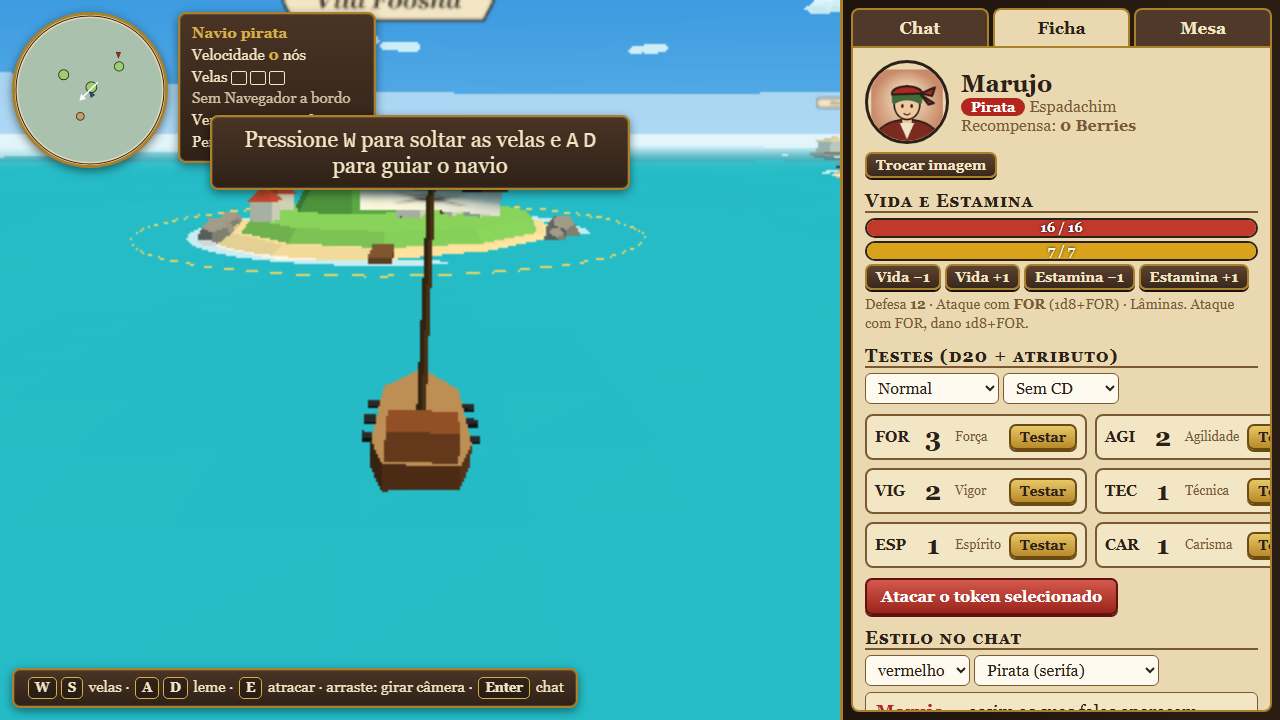 Vila Foosha
Navio pirata
Velocidade 0 nós
Velas
Sem Navegador a bordo
Pressione W para soltar as velas e A D
para guiar o navio
W S velas · A D leme · E atracar · arraste: girar câmera · Enter chat
Chat
Ficha
Mesa
Marujo
Pirata Espadachim
Recompensa: 0 Berries
Trocar imagem
Vida e Estamina
16 / 16
7 / 7
Vida −1
Vida +1
Estamina −1
Estamina +1
Defesa 12 · Ataque com FOR (1d8+FOR) · Lâminas. Ataque
com FOR, dano 1d8+FOR.
Testes (d20 + atributo)
Normal
Sem CD
FOR 3 Força Testar
AGI 2 Agilidade
VIG 2 Vigor Testar
TEC 1 Técnica
ESP 1 Espírito Testar
CAR 1 Carisma
Atacar o token selecionado
Estilo no chat
vermelho
Pirata (serifa)